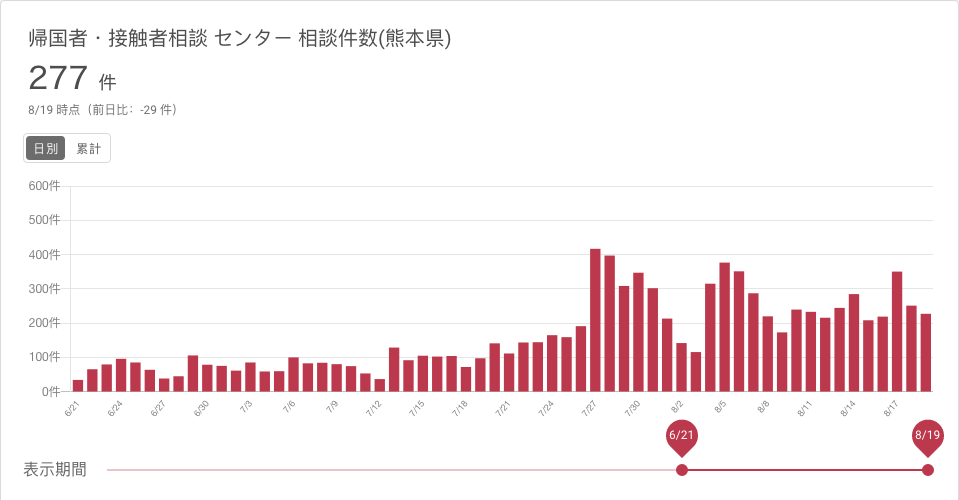 帰国者・接触者相談 センター 相談件数(熊本県)
277 件
8/19 時点（前日比：-29 件）
日別 累計
600件
500件
400件
300件
200件
100件
0件
6/21 6/24 6/27 6/30 7/3 7/6 7/9 7/12 7/15 7/18 7/21 7/24 7/27 7/30 8/2 8/5 8/8 8/11 8/14 8/17
6/21 8/19
表示期間